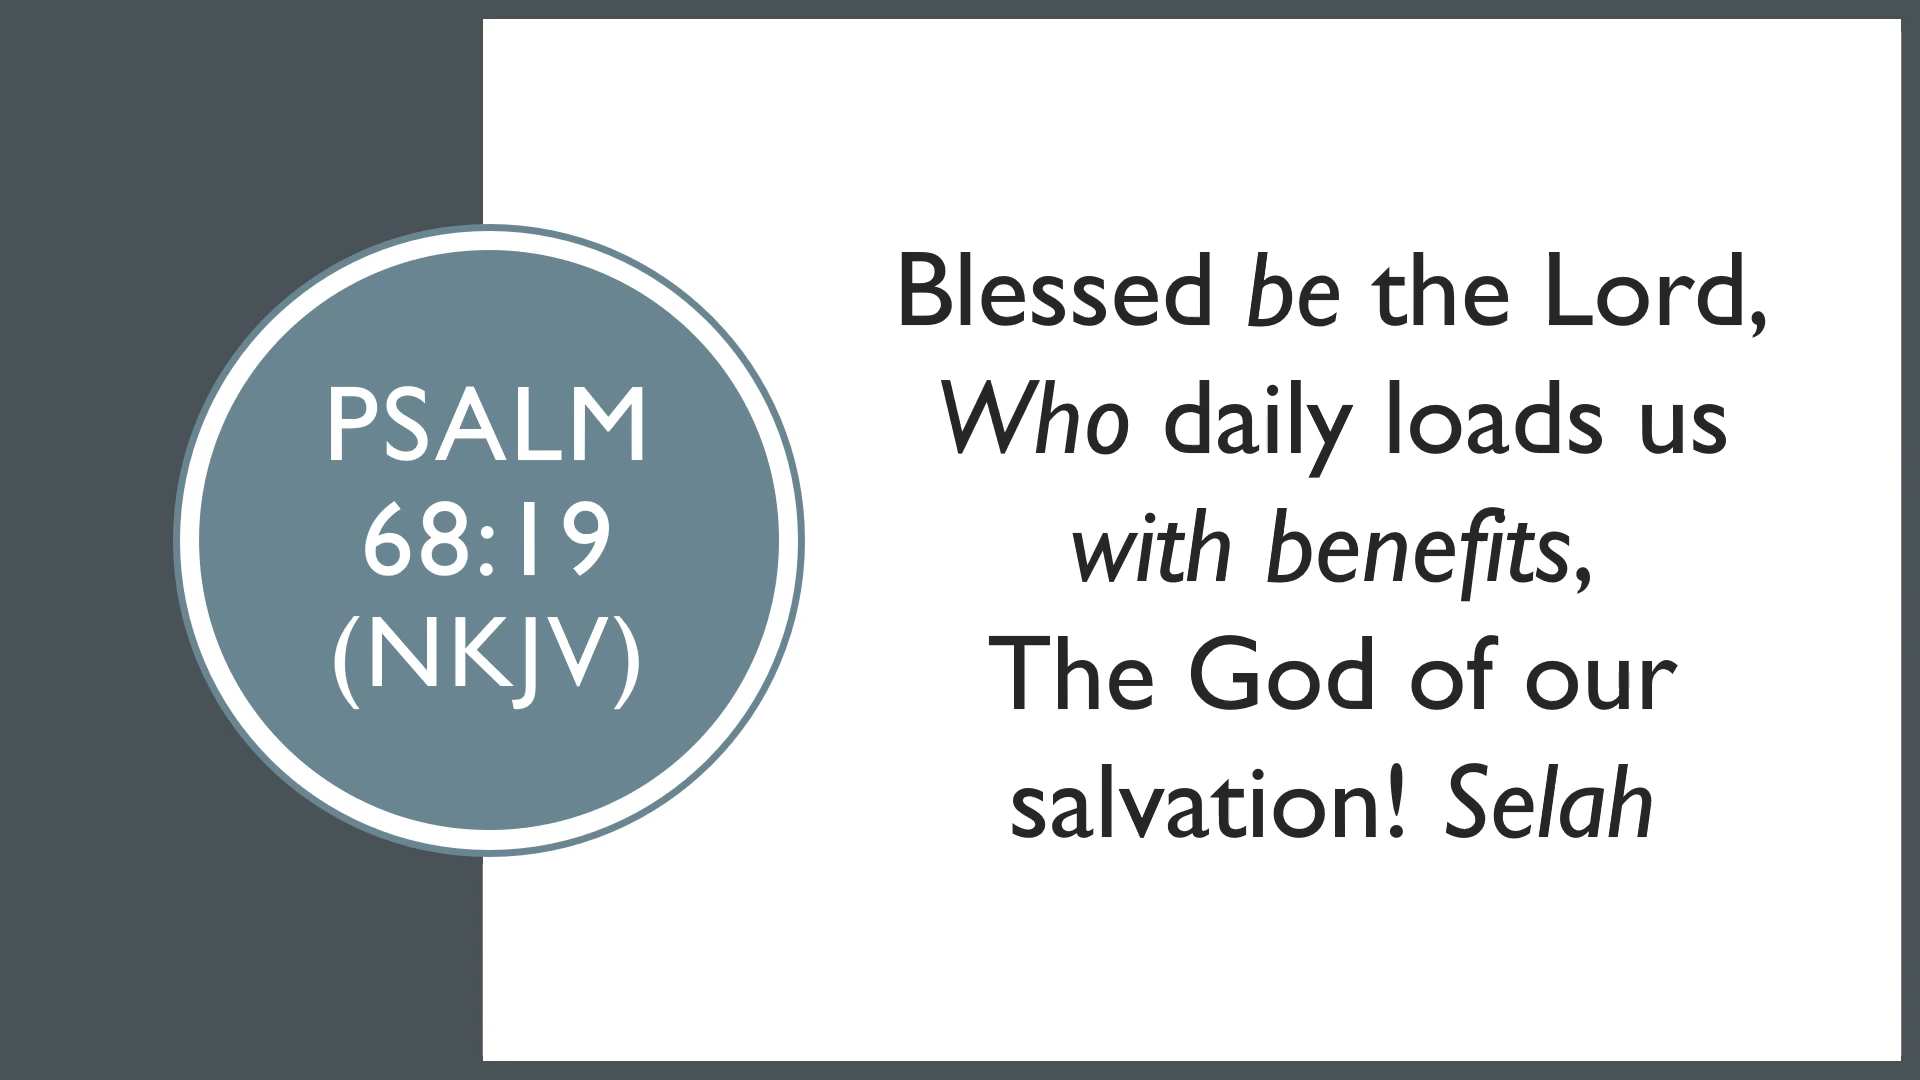 PSALM
68:19
(NKJV)
Blessed be the Lord,
Who daily loads us
with benefits,
The God of our
salvation! Selah